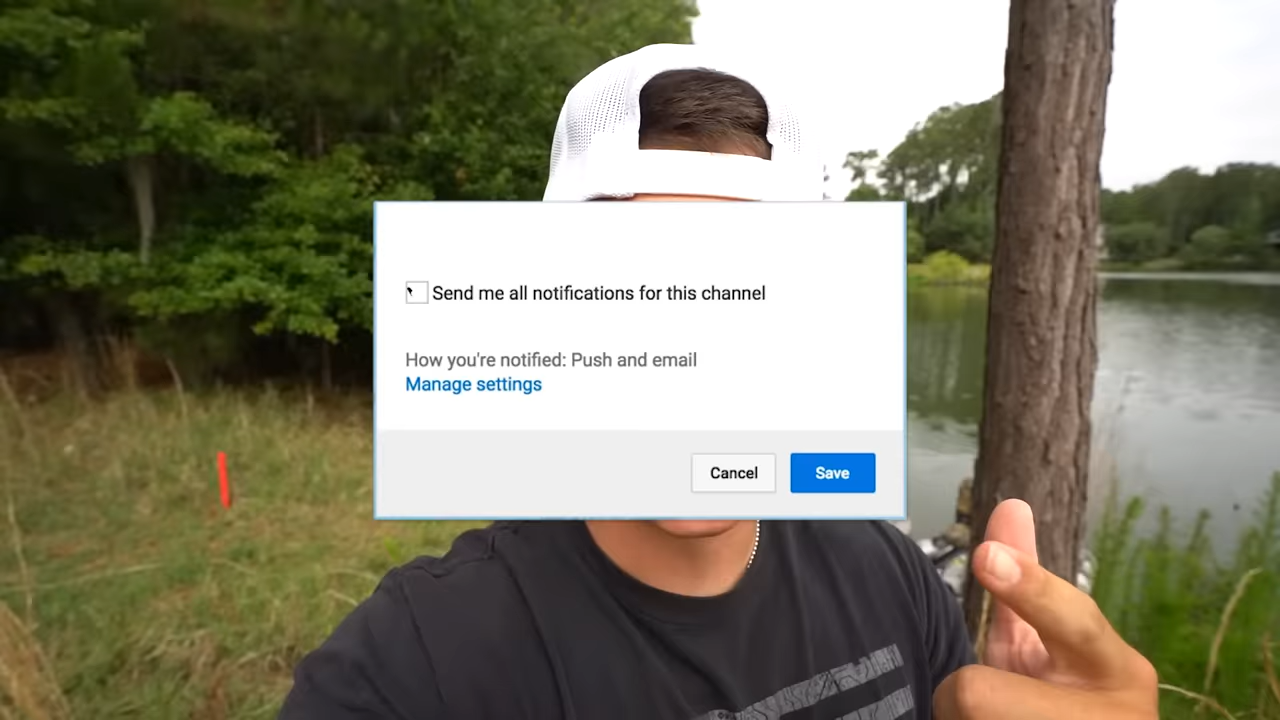 Send me all notifications for this channel
How you're notified: Push and email
Manage settings
Cancel
Save